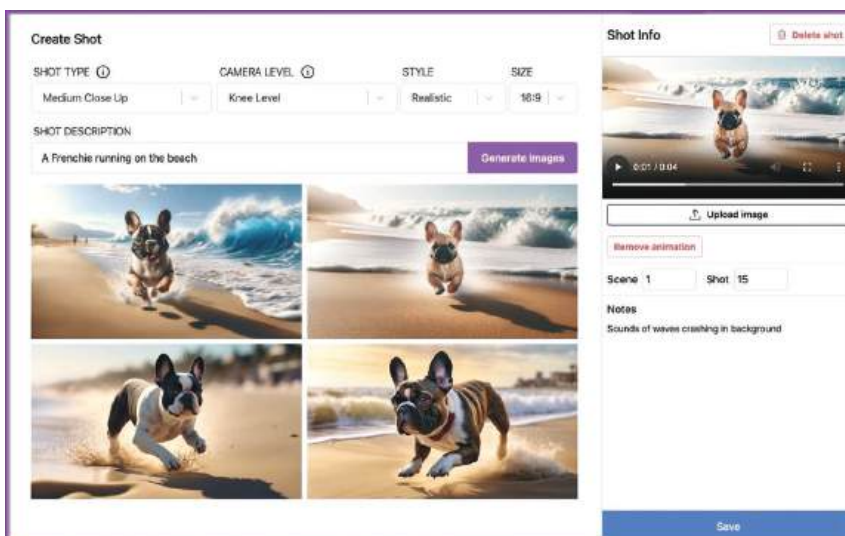 Create Shot
SHOT TYPE
CAMERA LEVEL
STYLE
SIZE
Medium Close Up
Knee Level
Realistic
16:9
SHOT DESCRIPTION
A Frenchie running on the beach
Generate images
Shot Info
Delete shot
0:01 / 0:04
Upload image
Remove animation
Scene 1
Shot 15
Notes
Sounds of waves crashing in background
Save